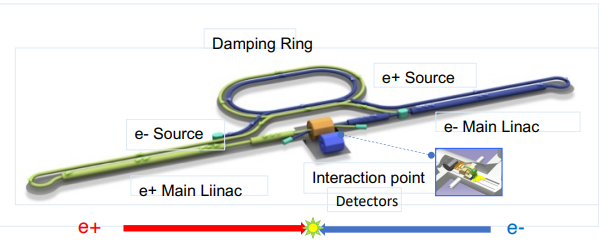 Damping Ring
e+ Source
e- Source
e- Main Linac
e+ Main Liinac
Interaction point
Detectors
e+
e-